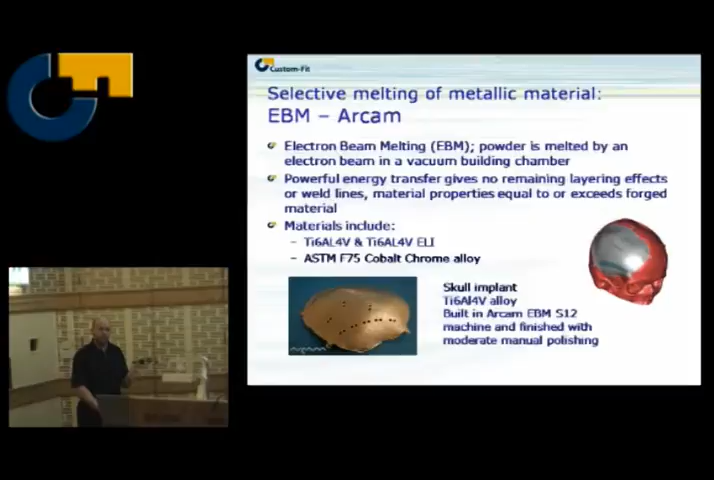 Custom-Fit
Selective melting of metallic material:
EBM – Arcam
Electron Beam Melting (EBM); powder is melted by an
electron beam in a vacuum building chamber
Powerful energy transfer gives no remaining layering effects
or weld lines, material properties equal to or exceeds forged
material
Materials include:
– Ti6AL4V & Ti6AL4V ELI
– ASTM F75 Cobalt Chrome alloy
Skull implant
Ti6Al4V alloy
Built in Arcam EBM S12
machine and finished with
moderate manual polishing